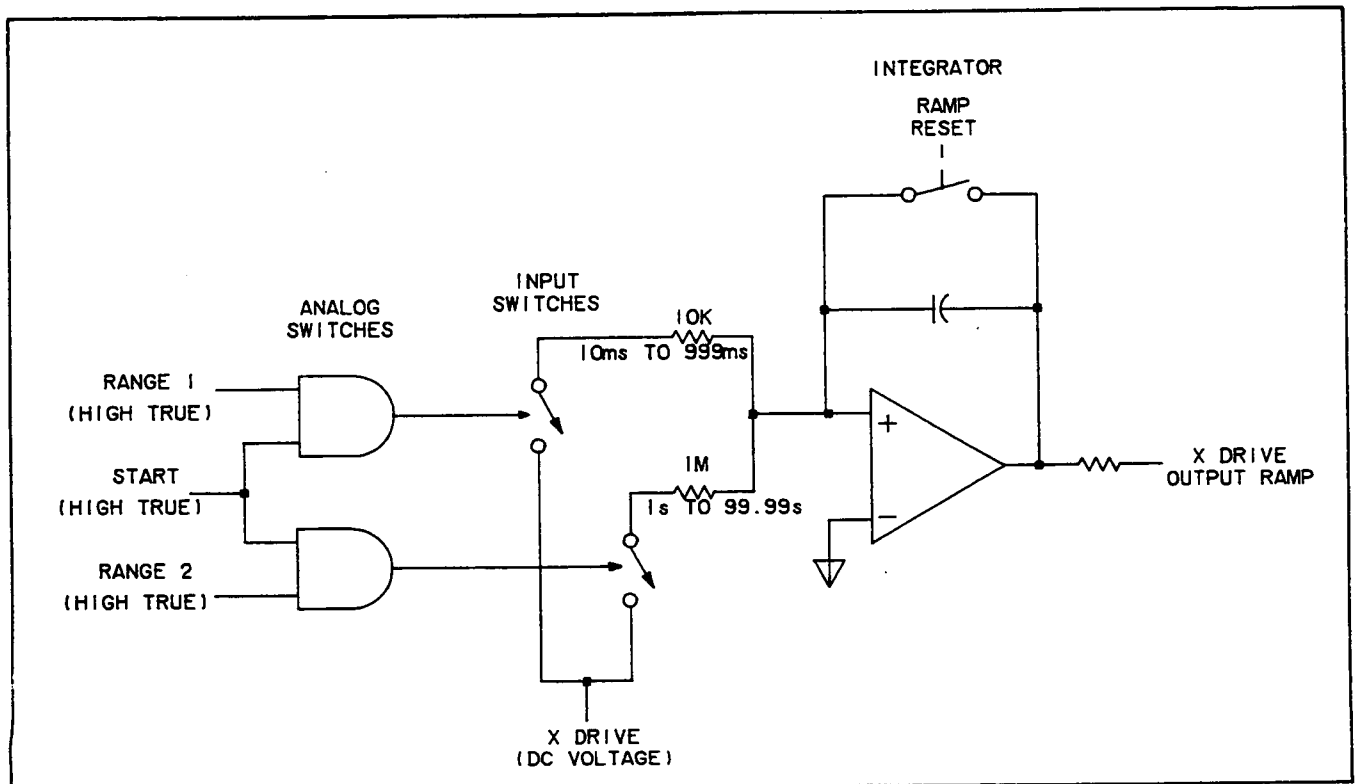 INTEGRATOR
RAMP
RESET
INPUT
SWITCHES
ANALOG
SWITCHES
10K
10ms TO 999ms
RANGE 1
(HIGH TRUE)
START
(HIGH TRUE)
RANGE 2
(HIGH TRUE)
1M
1s TO 99.99s
+
−
X DRIVE
OUTPUT RAMP
X DRIVE
(DC VOLTAGE)